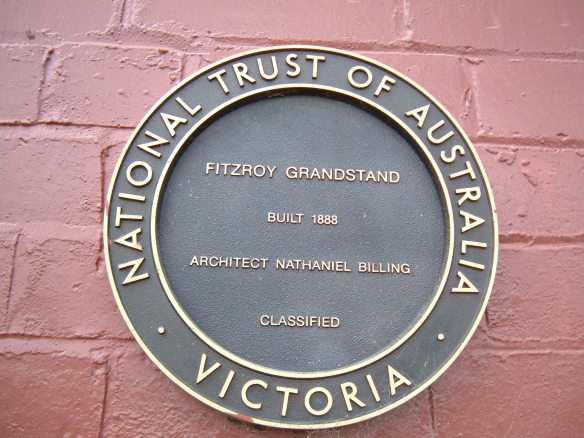 NATIONAL TRUST OF AUSTRALIA
FITZROY GRANDSTAND
BUILT 1888
ARCHITECT NATHANIEL BILLING
CLASSIFIED
VICTORIA